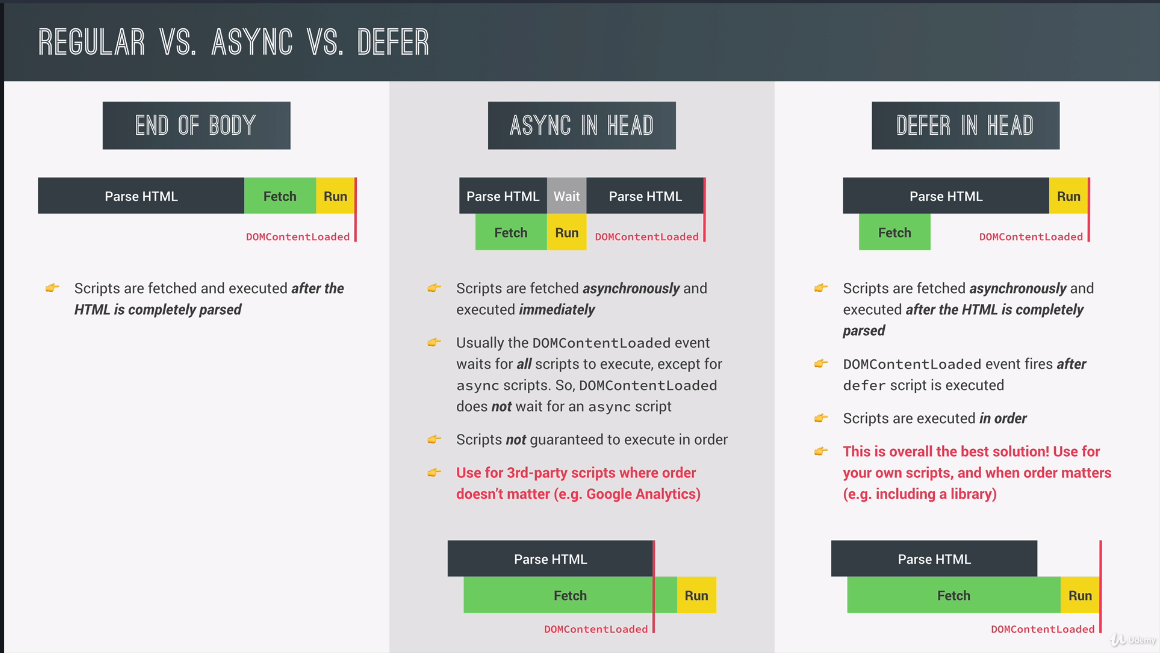 REGULAR VS. ASYNC VS. DEFER
END OF BODY
Parse HTML
Fetch
Run
DOMContentLoaded
👉 Scripts are fetched and executed after the
HTML is completely parsed
ASYNC IN HEAD
Parse HTML
Wait
Parse HTML
Fetch
Run
DOMContentLoaded
👉 Scripts are fetched asynchronously and
executed immediately
👉 Usually the DOMContentLoaded event
waits for all scripts to execute, except for
async scripts. So, DOMContentLoaded
does not wait for an async script
👉 Scripts not guaranteed to execute in order
👉 Use for 3rd-party scripts where order
doesn't matter (e.g. Google Analytics)
Parse HTML
Fetch
Run
DOMContentLoaded
DEFER IN HEAD
Parse HTML
Run
Fetch
DOMContentLoaded
👉 Scripts are fetched asynchronously and
executed after the HTML is completely
parsed
👉 DOMContentLoaded event fires after
defer script is executed
👉 Scripts are executed in order
👉 This is overall the best solution! Use for
your own scripts, and when order matters
(e.g. including a library)
Parse HTML
Fetch
Run
DOMContentLoaded
Udemy